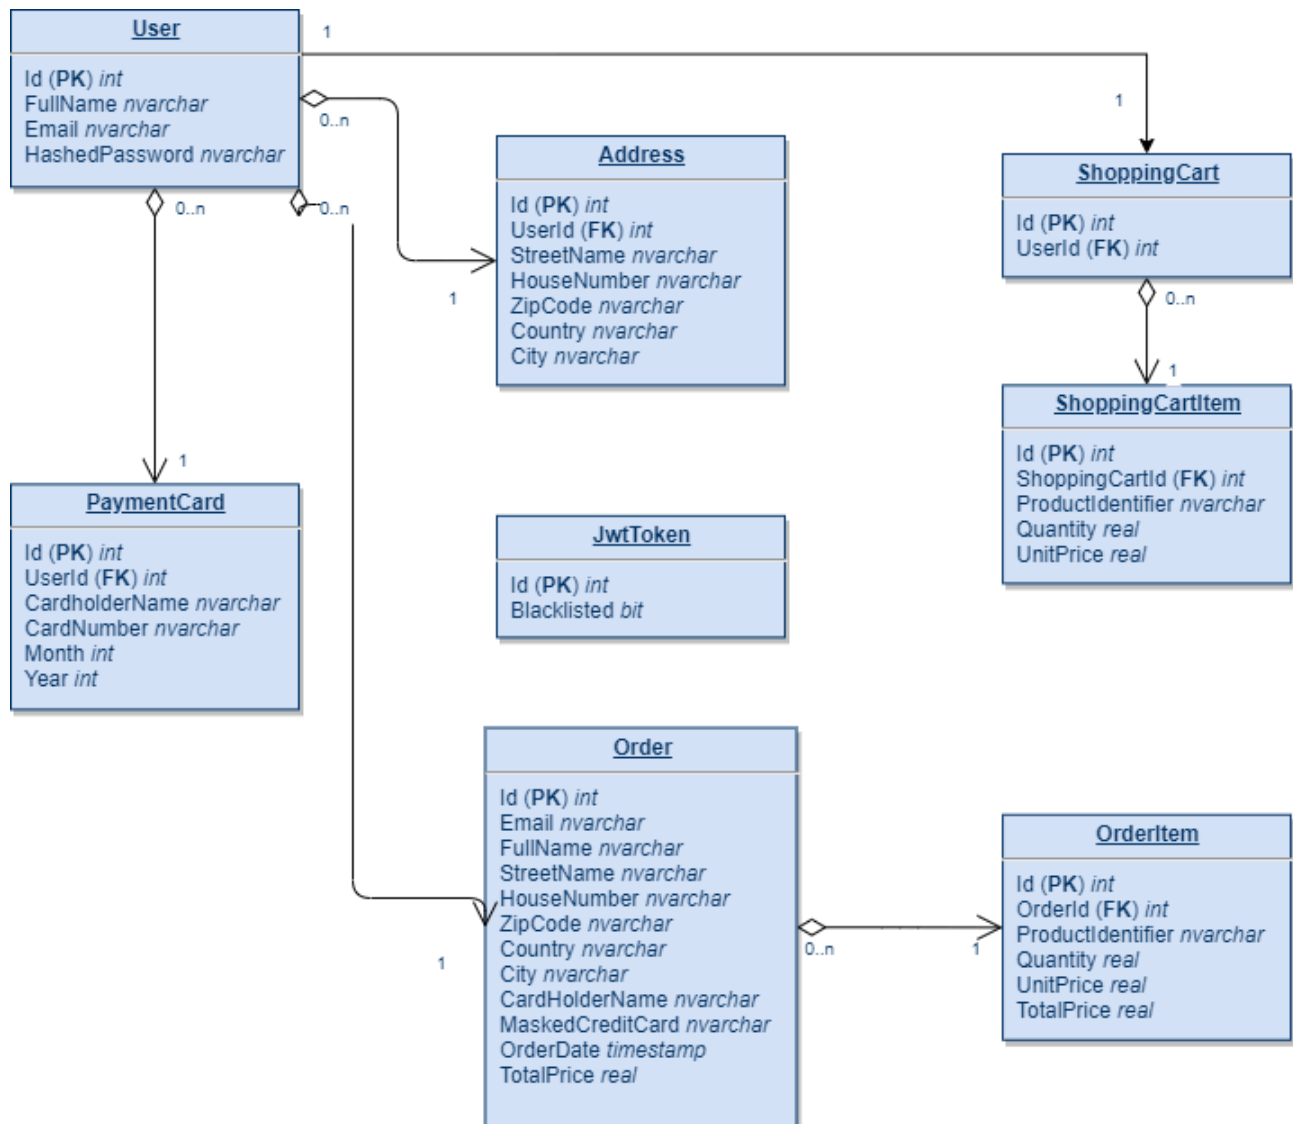 User
Id (PK) int
FullName nvarchar
Email nvarchar
HashedPassword nvarchar
1
1
0..n
0..n
0..n
1
1
Address
Id (PK) int
UserId (FK) int
StreetName nvarchar
HouseNumber nvarchar
ZipCode nvarchar
Country nvarchar
City nvarchar
ShoppingCart
Id (PK) int
UserId (FK) int
0..n
1
ShoppingCartItem
Id (PK) int
ShoppingCartId (FK) int
ProductIdentifier nvarchar
Quantity real
UnitPrice real
PaymentCard
Id (PK) int
UserId (FK) int
CardholderName nvarchar
CardNumber nvarchar
Month int
Year int
JwtToken
Id (PK) int
Blacklisted bit
Order
Id (PK) int
Email nvarchar
FullName nvarchar
StreetName nvarchar
HouseNumber nvarchar
ZipCode nvarchar
Country nvarchar
City nvarchar
CardHolderName nvarchar
MaskedCreditCard nvarchar
OrderDate timestamp
TotalPrice real
1
0..n
1
OrderItem
Id (PK) int
OrderId (FK) int
ProductIdentifier nvarchar
Quantity real
UnitPrice real
TotalPrice real